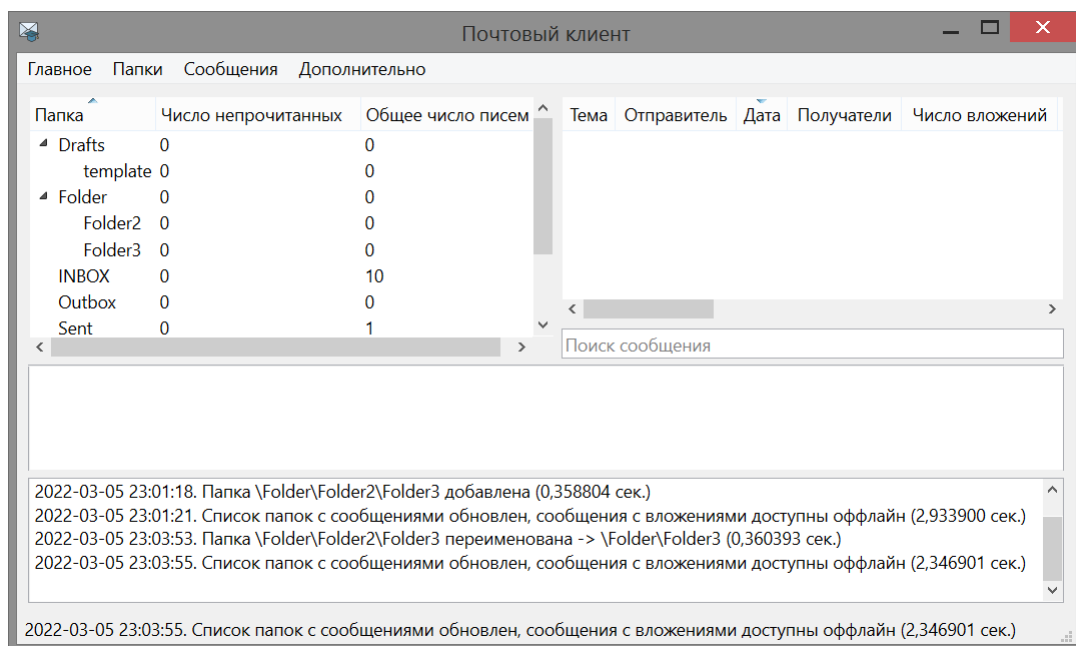 Почтовый клиент
Главное Папки Сообщения Дополнительно
Папка Число непрочитанных Общее число писем
Drafts 0 0
template 0 0
Folder 0 0
Folder2 0 0
Folder3 0 0
INBOX 0 10
Outbox 0 0
Sent 0 1
Тема Отправитель Дата Получатели Число вложений
Поиск сообщения
2022-03-05 23:01:18. Папка \Folder\Folder2\Folder3 добавлена (0,358804 сек.)
2022-03-05 23:01:21. Список папок с сообщениями обновлен, сообщения с вложениями доступны оффлайн (2,933900 сек.)
2022-03-05 23:03:53. Папка \Folder\Folder2\Folder3 переименована -> \Folder\Folder3 (0,360393 сек.)
2022-03-05 23:03:55. Список папок с сообщениями обновлен, сообщения с вложениями доступны оффлайн (2,346901 сек.)
2022-03-05 23:03:55. Список папок с сообщениями обновлен, сообщения с вложениями доступны оффлайн (2,346901 сек.)